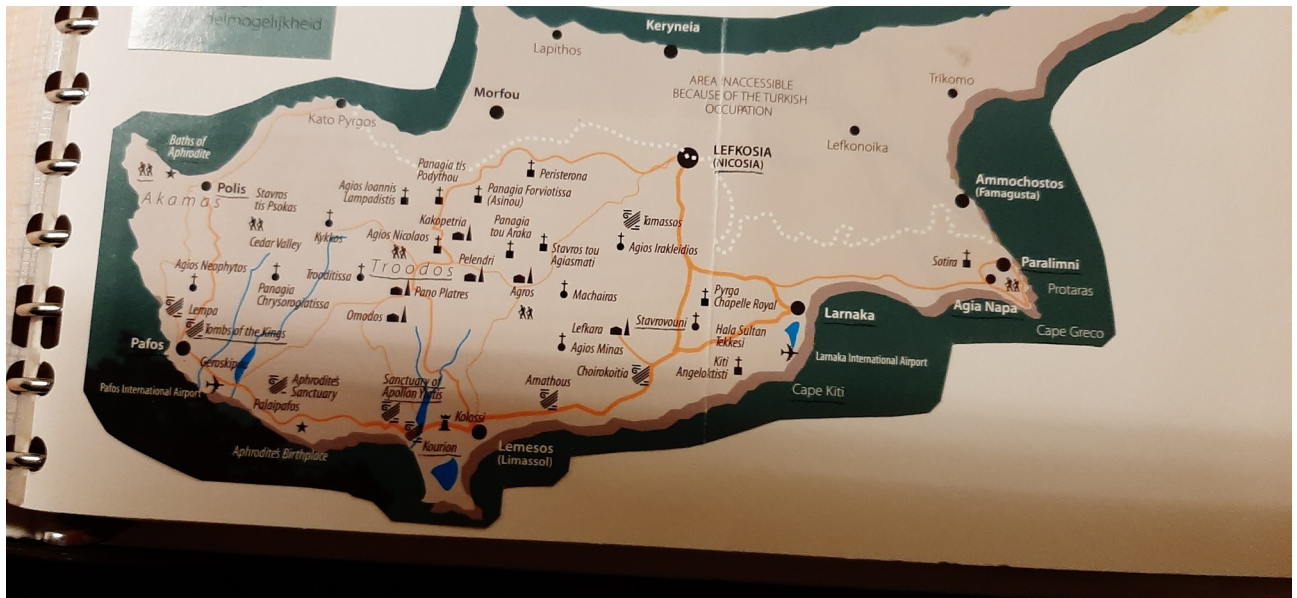 delmogelijkheid
Keryneia
Lapithos
AREA INACCESSIBLE
BECAUSE OF THE TURKISH
OCCUPATION
Trikomo
Morfou
Kato Pyrgos
Lefkonoika
Baths of
Aphrodite
LEFKOSIA
(NICOSIA)
Panagia tis
Podythou
Peristerona
Polis
Akamas
Stavros
tis Psokas
Agios Ioannis
Lampadistis
Panagia Forviotissa
(Asinou)
Ammochostos
(Famagusta)
Kykkos
Kakopetria
Panagia
tou Araka
Tamassos
Cedar Valley
Agios Nicolaos
Stavros tou
Agiasmati
Agios Irakleidios
Agios Neophytos
Trooditissa
Troodos
Pelendri
Sotira
Paralimni
Panagia
Chrysorogiatissa
Pano Platres
Agros
Machairas
Pyrga
Chapelle Royal
Protaras
Agia Napa
Lempa
Omodos
Larnaka
Tombs of the Kings
Lefkara
Stavrovouni
Hala Sultan
Tekkesi
Cape Greco
Pafos
Agios Minas
Larnaka International Airport
Geroskipou
Choirokoitia
Kiti
Angeloktisti
Pafos International Airport
Aphrodite's
Sanctuary
Sanctuary of
Apollon Ylatis
Amathous
Cape Kiti
Palaipafos
Kolossi
Aphrodite's Birthplace
Kourion
Lemesos
(Limassol)